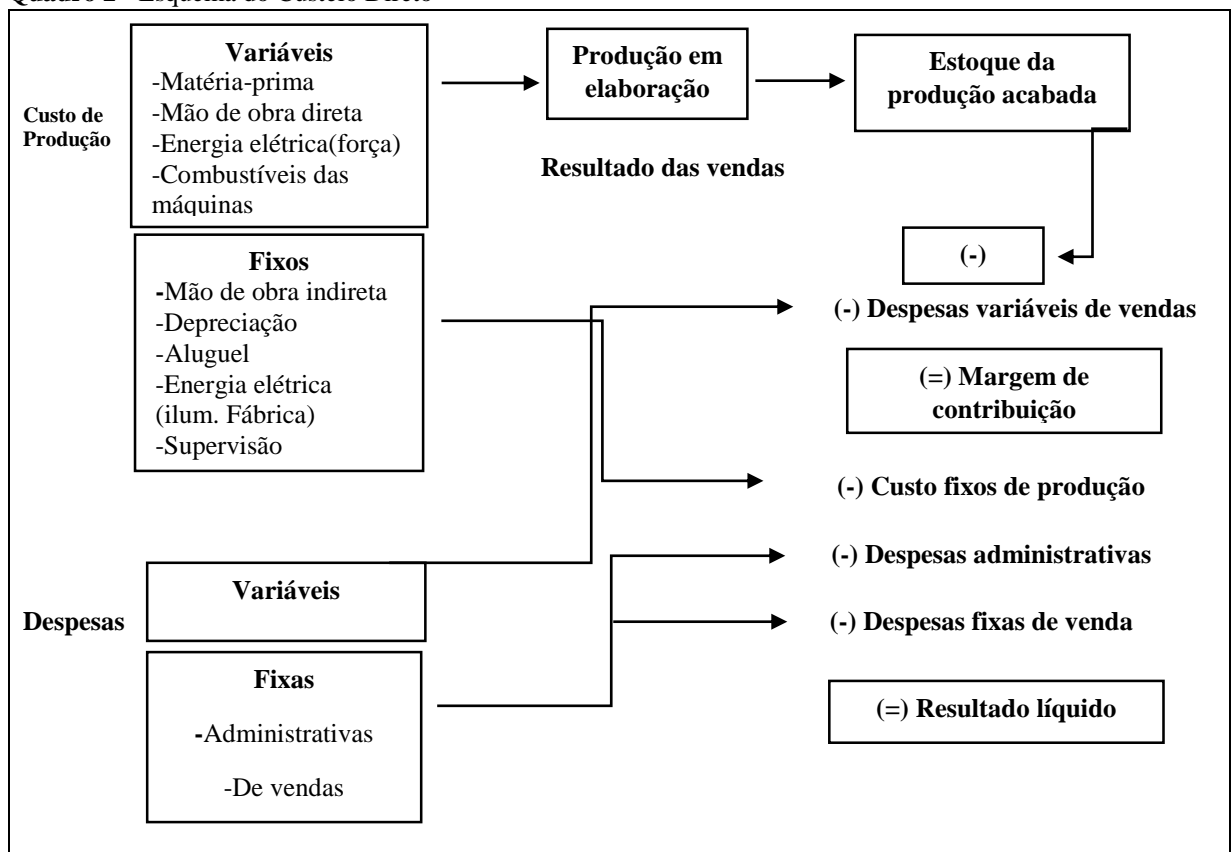 Quadro 2 - Esquema do Custeio Direto
Custo de
Produção
Variáveis
-Matéria-prima
-Mão de obra direta
-Energia elétrica(força)
-Combustíveis das
máquinas
Produção em
elaboração
Estoque da
produção acabada
Resultado das vendas
Fixos
-Mão de obra indireta
-Depreciação
-Aluguel
-Energia elétrica
(ilum. Fábrica)
-Supervisão
(-)
(-) Despesas variáveis de vendas
(=) Margem de
contribuição
(-) Custo fixos de produção
(-) Despesas administrativas
Despesas
Variáveis
(-) Despesas fixas de venda
Fixas
-Administrativas
-De vendas
(=) Resultado líquido